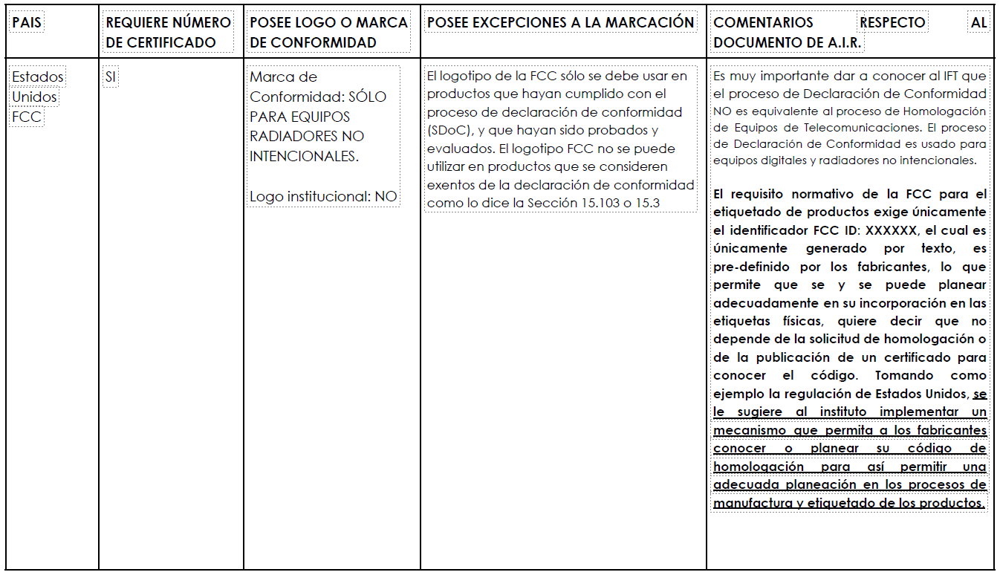 PAIS
REQUIERE NÚMERO
DE CERTIFICADO
POSEE LOGO O MARCA
DE CONFORMIDAD
POSEE EXCEPCIONES A LA MARCACIÓN
COMENTARIOS RESPECTO AL
DOCUMENTO DE A.I.R.
Estados
Unidos
FCC
SI
Marca de
Conformidad: SÓLO
PARA EQUIPOS
RADIADORES NO
INTENCIONALES.
Logo institucional: NO
El logotipo de la FCC sólo se debe usar en
productos que hayan cumplido con el
proceso de declaración de conformidad
(SDoC), y que hayan sido probados y
evaluados. El logotipo FCC no se puede
utilizar en productos que se consideren
exentos de la declaración de conformidad
como lo dice la Sección 15.103 o 15.3
Es muy importante dar a conocer al IFT que
el proceso de Declaración de Conformidad
NO es equivalente al proceso de Homologación
de Equipos de Telecomunicaciones. El proceso
de Declaración de Conformidad es usado para
equipos digitales y radiadores no intencionales.
El requisito normativo de la FCC para el
etiquetado de productos exige únicamente
el identificador FCC ID: XXXXXX, el cual es
únicamente generado por texto, es
pre-definido por los fabricantes, lo que
permite que se y se puede planear
adecuadamente en su incorporación en las
etiquetas físicas, quiere decir que no
depende de la solicitud de homologación o
de la publicación de un certificado para
conocer el código. Tomando como
ejemplo la regulación de Estados Unidos, se
le sugiere al instituto implementar un
mecanismo que permita a los fabricantes
conocer o planear su código de
homologación para así permitir una
adecuada planeación en los procesos de
manufactura y etiquetado de los productos.